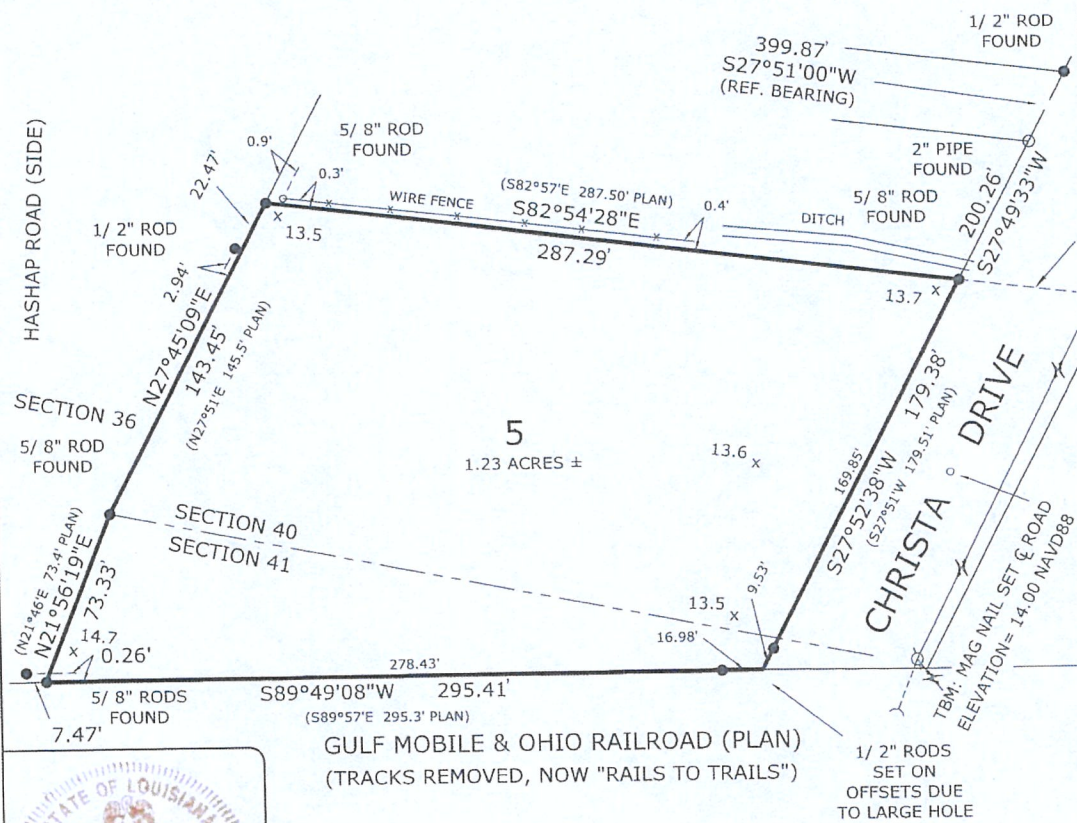 1/ 2" ROD
FOUND
399.87'
S27°51'00"W
(REF. BEARING)
2" PIPE
FOUND
5/ 8" ROD
FOUND
200.26'
S27°49'33"W
HASHAP ROAD (SIDE)
0.9'
5/ 8" ROD
FOUND
22.47'
0.3'
WIRE FENCE
(S82°57'E 287.50' PLAN)
S82°54'28"E
287.29'
0.4'
DITCH
1/ 2" ROD
FOUND
13.5
13.7
2.94'
N27°45'09"E
143.45'
(N27°51'E 145.5' PLAN)
SECTION 36
5/ 8" ROD
FOUND
5
1.23 ACRES ±
13.6
169.85'
179.38'
S27°52'38"W
(S27°51'W 179.51' PLAN)
CHRISTA DRIVE
SECTION 40
SECTION 41
(N21°46'E 73.4' PLAN)
N21°56'19"E
73.33'
14.7
0.26'
13.5
9.53'
16.98'
TBM: MAG NAIL SET ℄ ROAD
ELEVATION= 14.00 NAVD88
278.43'
5/ 8" RODS
FOUND
7.47'
S89°49'08"W 295.41'
(S89°57'E 295.3' PLAN)
GULF MOBILE & OHIO RAILROAD (PLAN)
(TRACKS REMOVED, NOW "RAILS TO TRAILS")
1/ 2" RODS
SET ON
OFFSETS DUE
TO LARGE HOLE
STATE OF LOUISIANA